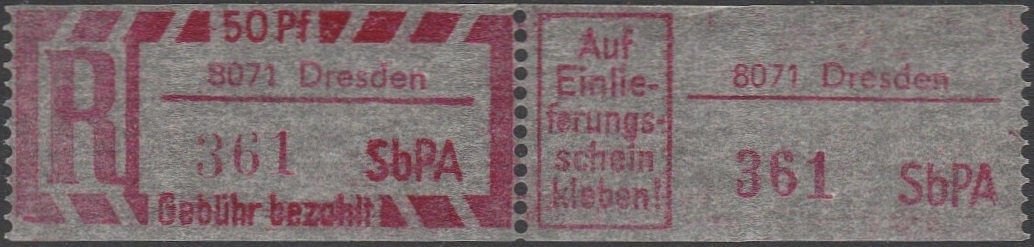 50 Pf
R
8071 Dresden
361 SbPA
Gebühr bezahlt
Auf
Einlie-
ferungs-
schein
kleben!
8071 Dresden
361 SbPA